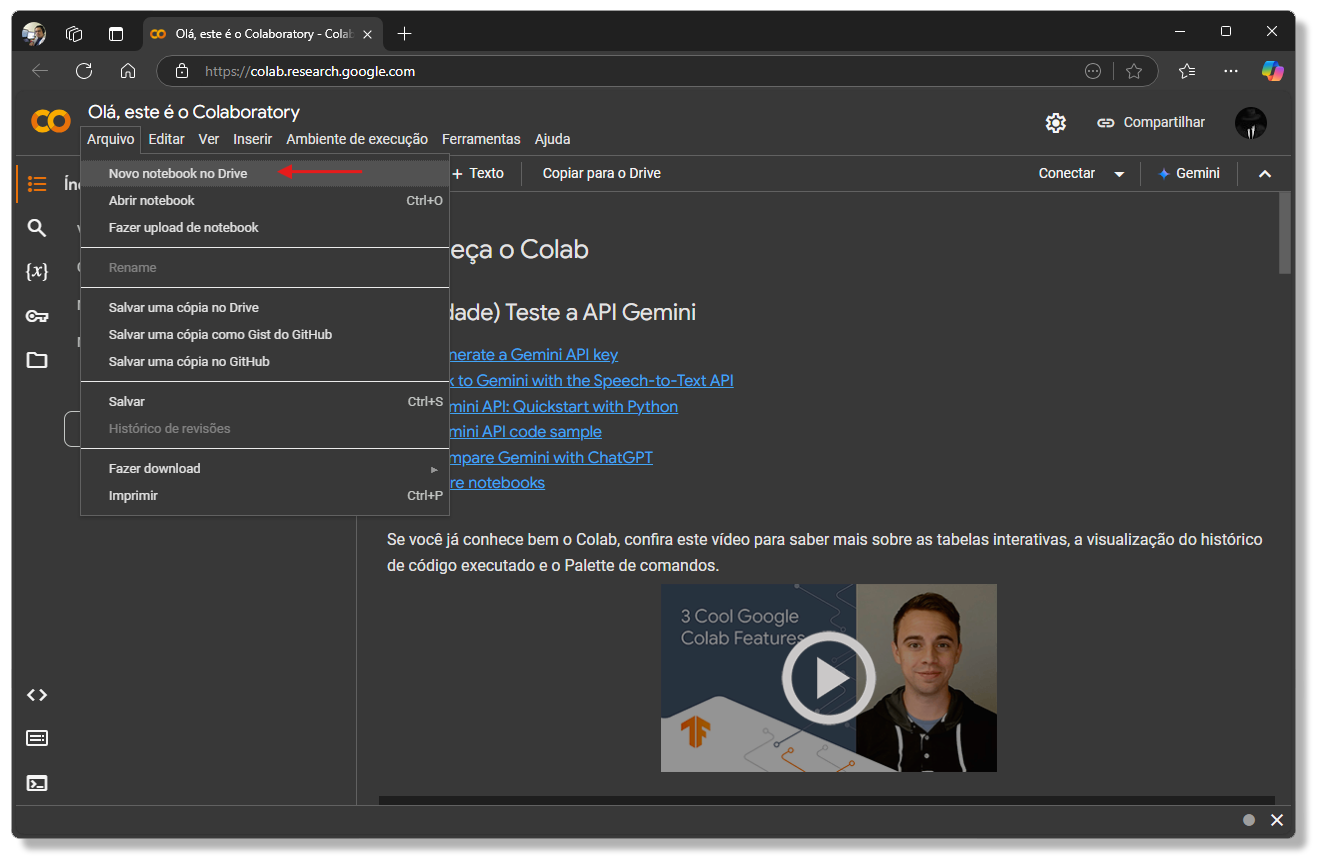 Olá, este é o Colaboratory - Colab
https://colab.research.google.com
Olá, este é o Colaboratory
Arquivo Editar Ver Inserir Ambiente de execução Ferramentas Ajuda
Compartilhar
+ Texto Copiar para o Drive
Conectar
Gemini
Novo notebook no Drive
Abrir notebook Ctrl+O
Fazer upload de notebook
Rename
Salvar uma cópia no Drive
Salvar uma cópia como Gist do GitHub
Salvar uma cópia no GitHub
Salvar Ctrl+S
Histórico de revisões
Fazer download
Imprimir Ctrl+P
{x}
eça o Colab
dade) Teste a API Gemini
nerate a Gemini API key
k to Gemini with the Speech-to-Text API
mini API: Quickstart with Python
mini API code sample
mpare Gemini with ChatGPT
re notebooks
Se você já conhece bem o Colab, confira este vídeo para saber mais sobre as tabelas interativas, a visualização do histórico
de código executado e o Palette de comandos.
3 Cool Google
Colab Features